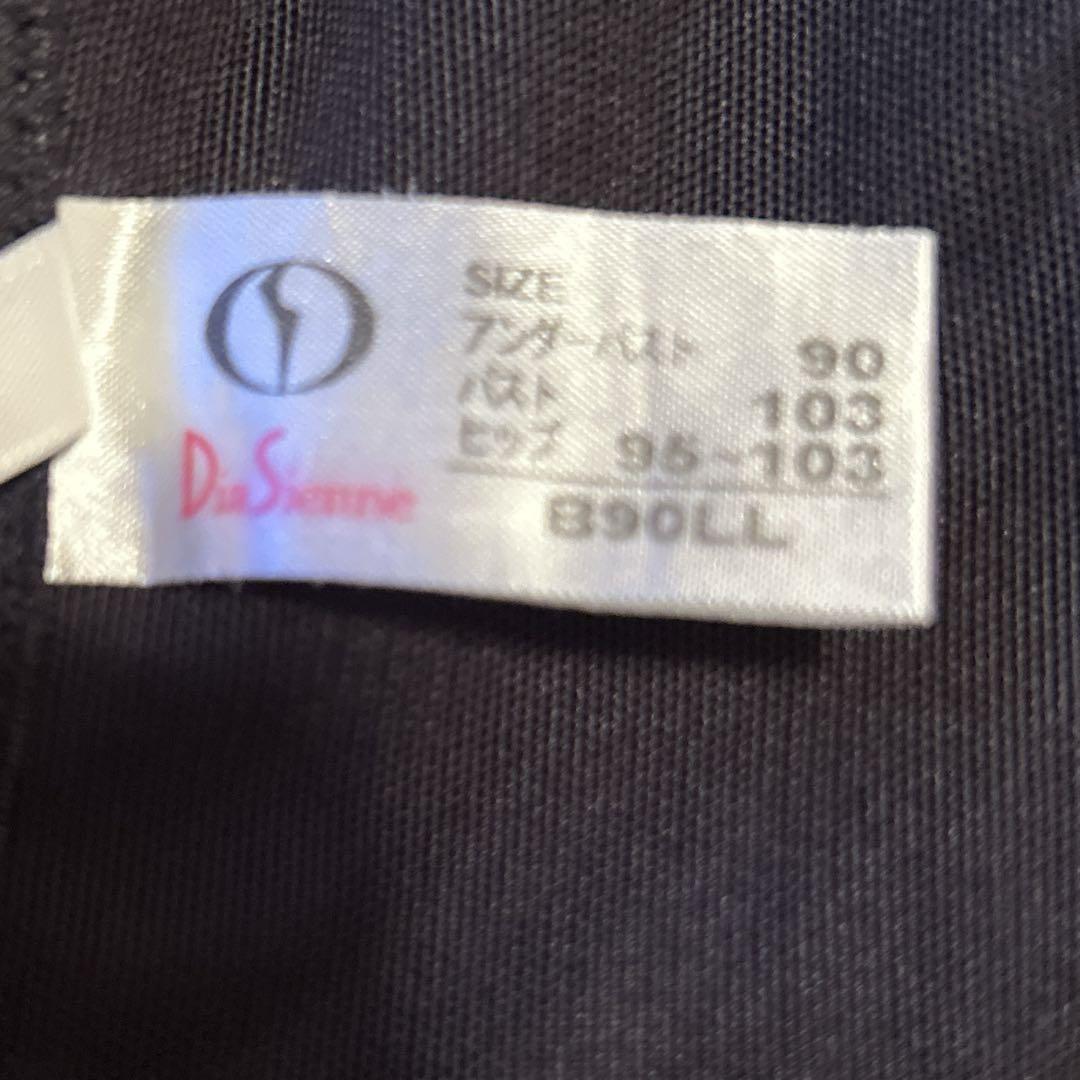 SIZE
アンダーバスト 90
バスト 103
ヒップ 95~103
B90LL
DiaSienne